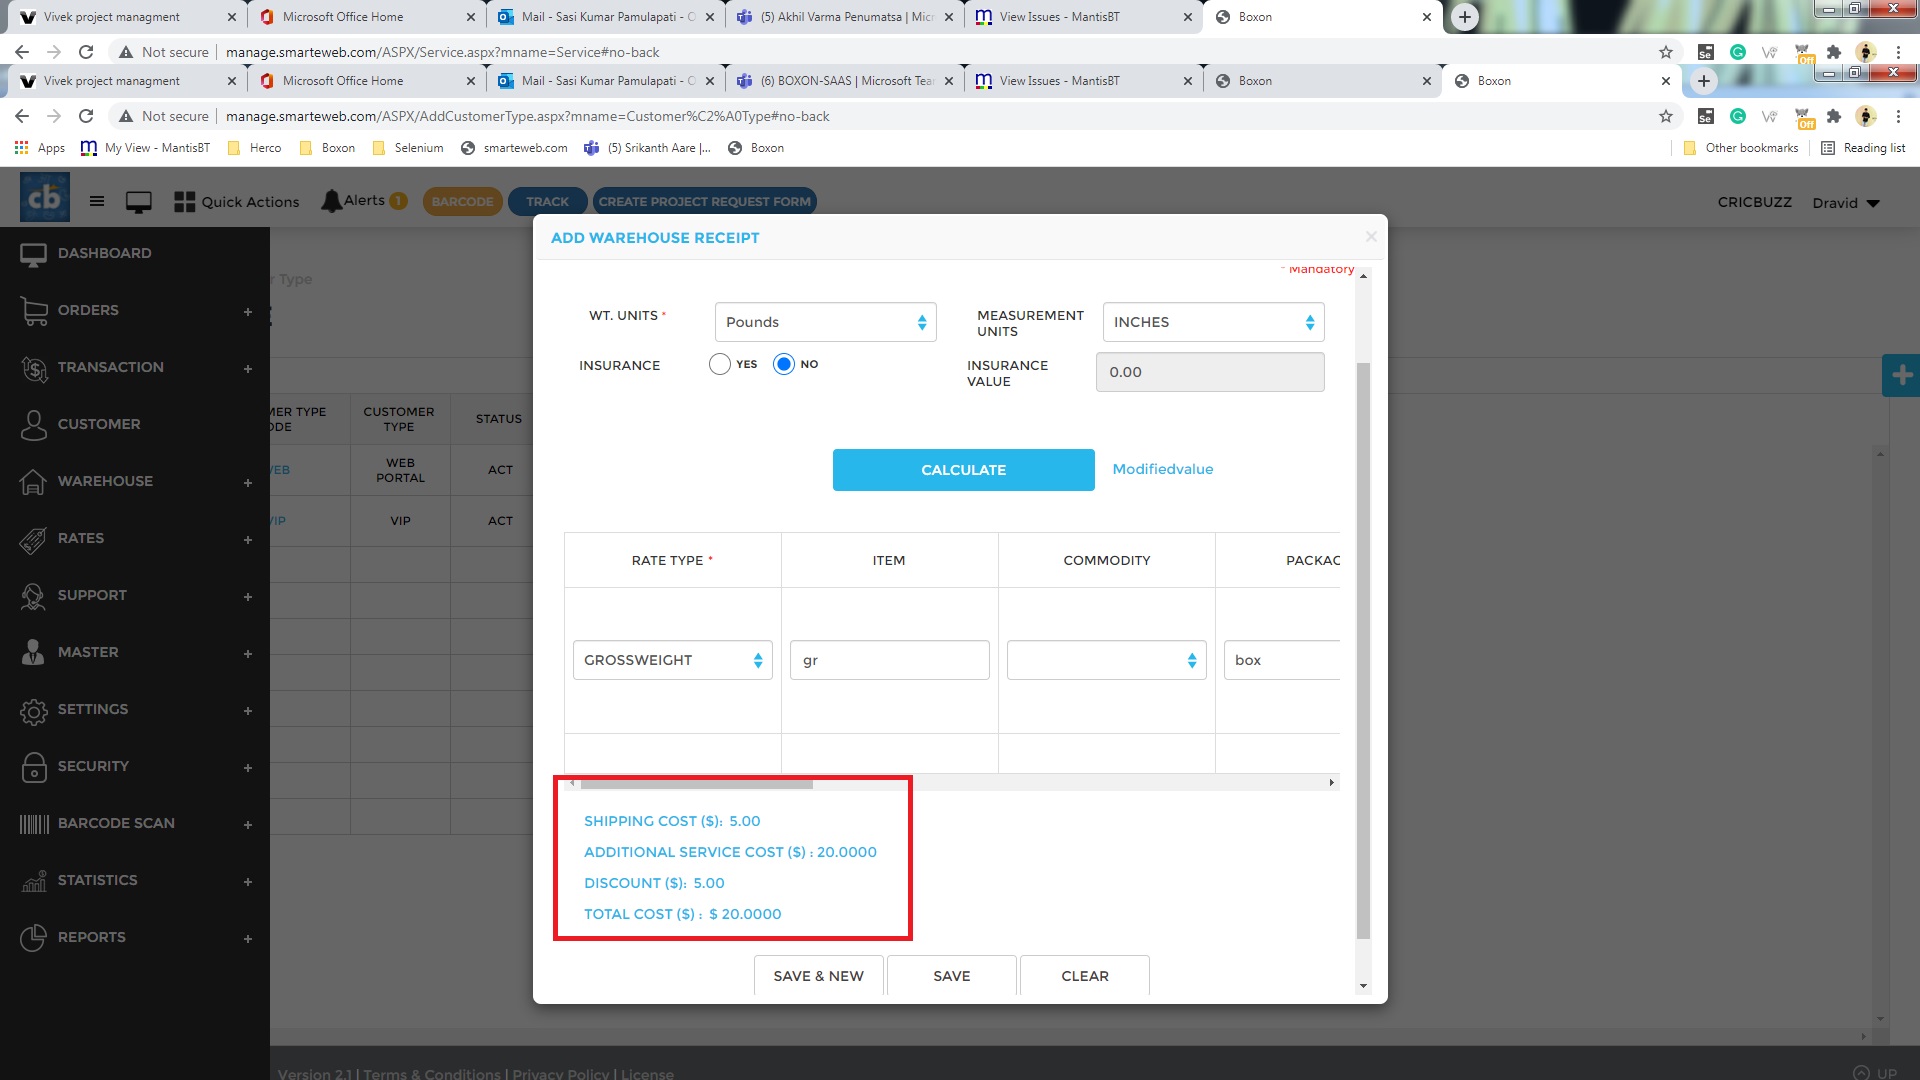 Vivek project managment
Microsoft Office Home
Mail - Sasi Kumar Pamulapati - O
(5) Akhil Varma Penumatsa | Micr
View Issues - MantisBT
Boxon
Not secure | manage.smarteweb.com/ASPX/Service.aspx?mname=Service#no-back
Off
Vivek project managment
Microsoft Office Home
Mail - Sasi Kumar Pamulapati - O
(6) BOXON-SAAS | Microsoft Tea
View Issues - MantisBT
Boxon
Boxon
Not secure | manage.smarteweb.com/ASPX/AddCustomerType.aspx?mname=Customer%C2%A0Type#no-back
Off
Apps
My View - MantisBT
Herco
Boxon
Selenium
smarteweb.com
(5) Srikanth Aare |...
Boxon
Other bookmarks
Reading list
cb
Quick Actions
Alerts 1
BARCODE
TRACK
CREATE PROJECT REQUEST FORM
CRICBUZZ
Dravid
DASHBOARD
ORDERS +
TRANSACTION +
CUSTOMER
WAREHOUSE +
RATES +
SUPPORT +
MASTER +
SETTINGS +
SECURITY +
BARCODE SCAN +
STATISTICS +
REPORTS +
r Type
MER TYPE
ODE
CUSTOMER
TYPE
STATUS
EB
WEB
PORTAL
ACT
VIP
VIP
ACT
ADD WAREHOUSE RECEIPT
×
* Mandatory
WT. UNITS *
Pounds
MEASUREMENT
UNITS
INCHES
INSURANCE
YES
NO
INSURANCE
VALUE
0.00
CALCULATE
Modifiedvalue
RATE TYPE *
ITEM
COMMODITY
PACKAG
GROSSWEIGHT
gr
box
SHIPPING COST ($): 5.00
ADDITIONAL SERVICE COST ($) : 20.0000
DISCOUNT ($): 5.00
TOTAL COST ($) : $ 20.0000
SAVE & NEW
SAVE
CLEAR
Version 2.1 | Terms & Conditions | Privacy Policy | License
UP